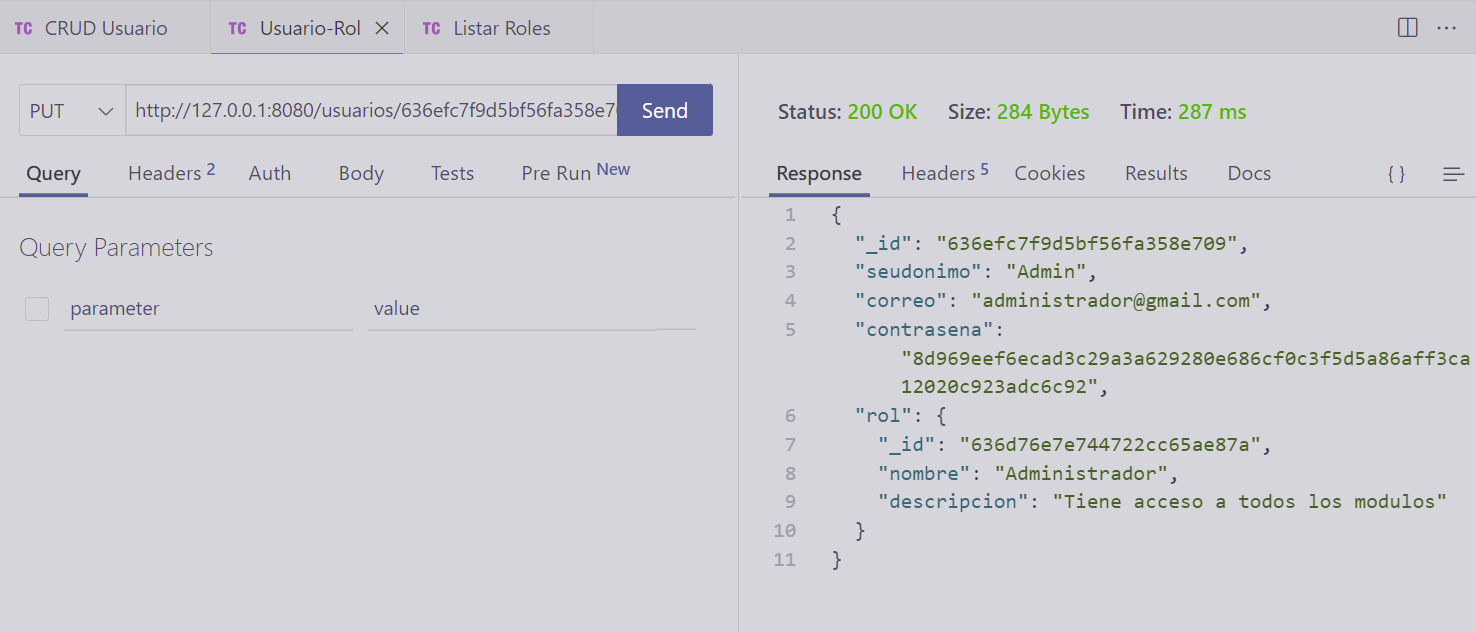 TC CRUD Usuario TC Usuario-Rol TC Listar Roles
PUT http://127.0.0.1:8080/usuarios/636efc7f9d5bf56fa358e7 Send
Status: 200 OK Size: 284 Bytes Time: 287 ms
Query Headers 2 Auth Body Tests Pre Run New
Response Headers 5 Cookies Results Docs { }
Query Parameters
parameter value
1 {
2 "_id": "636efc7f9d5bf56fa358e709",
3 "seudonimo": "Admin",
4 "correo": "administrador@gmail.com",
5 "contrasena":
"8d969eef6ecad3c29a3a629280e686cf0c3f5d5a86aff3ca
12020c923adc6c92",
6 "rol": {
7 "_id": "636d76e7e744722cc65ae87a",
8 "nombre": "Administrador",
9 "descripcion": "Tiene acceso a todos los modulos"
10 }
11 }